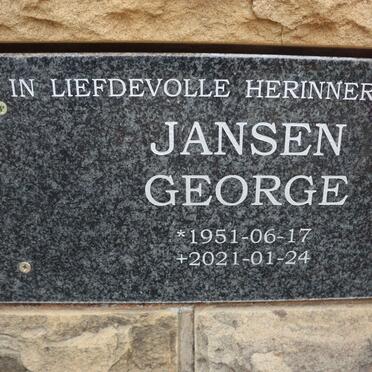 IN LIEFDEVOLLE HERINNER
JANSEN
GEORGE
*1951-06-17
+2021-01-24